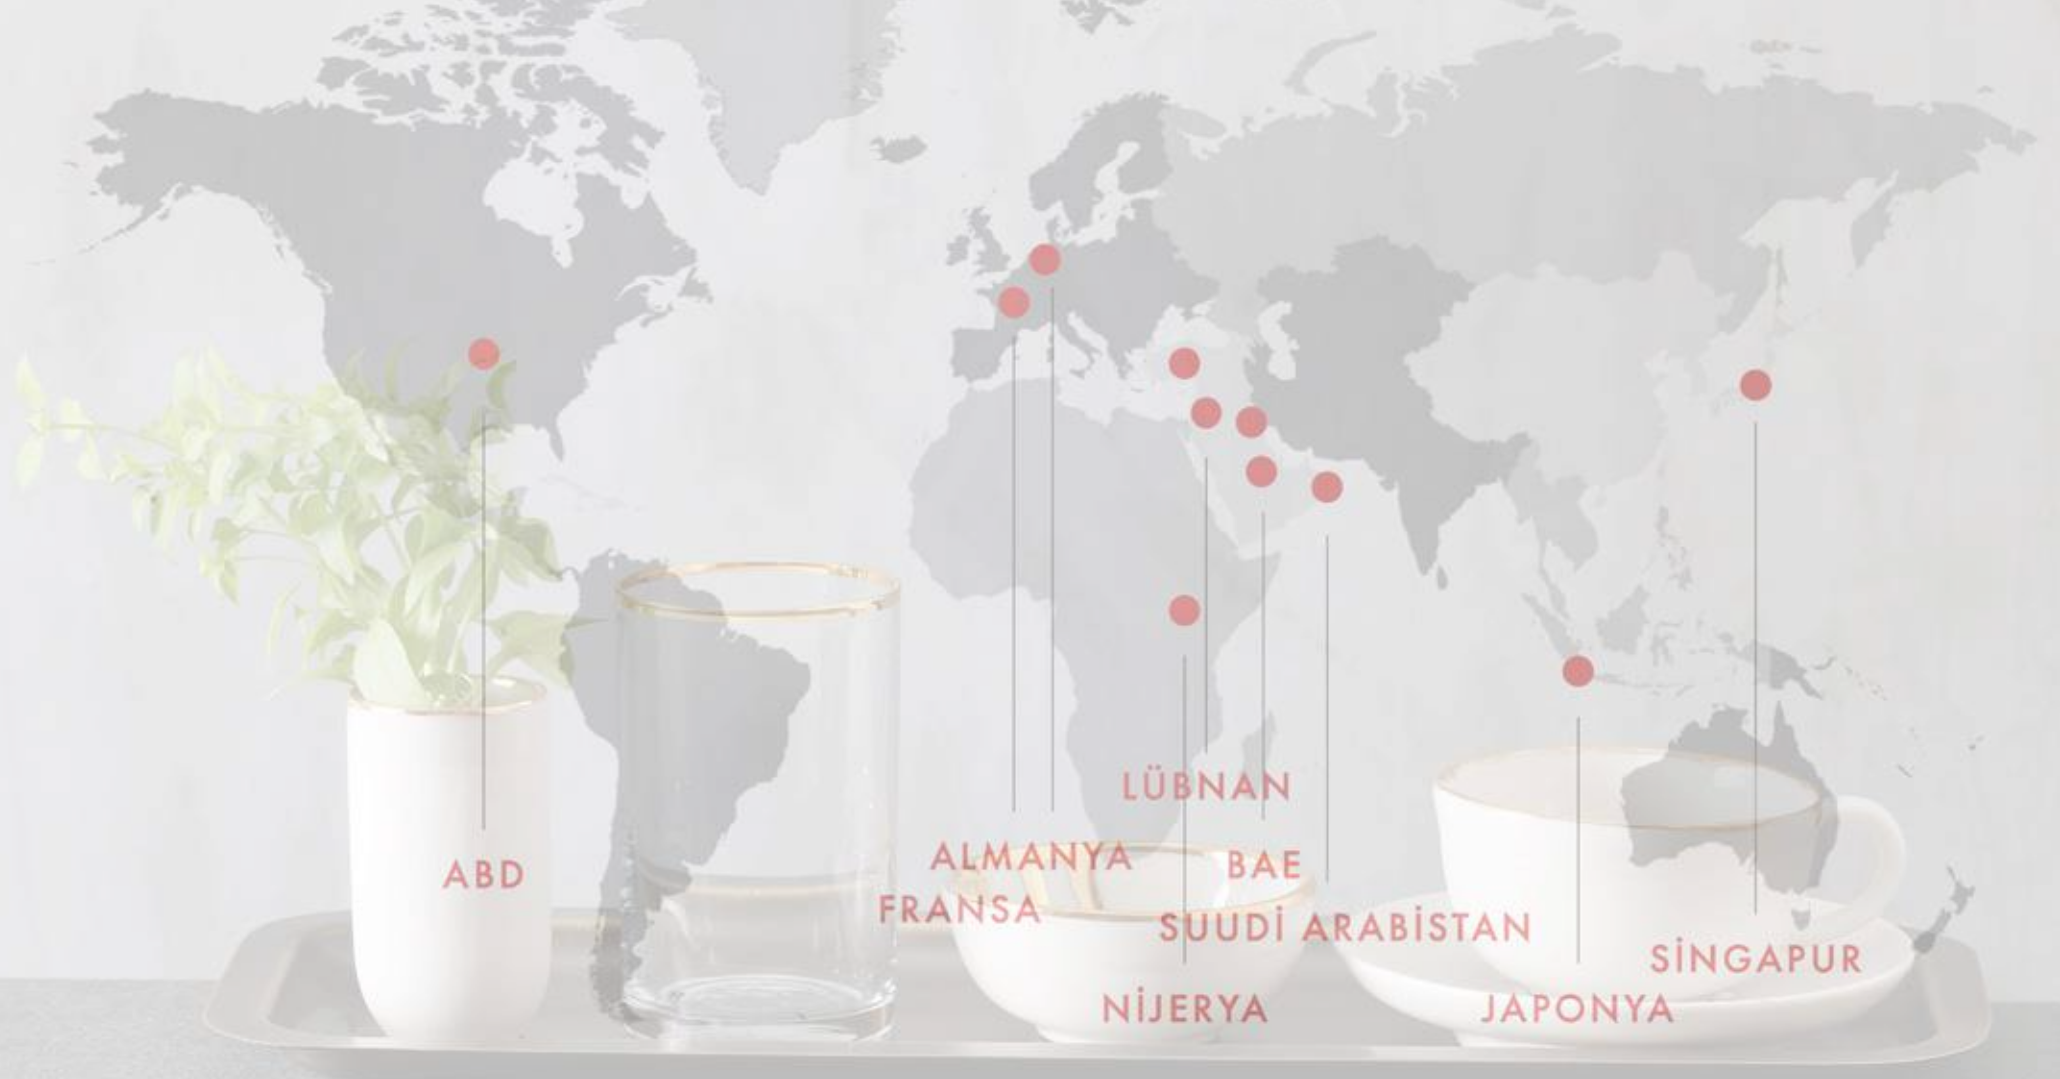 LÜBNAN
ALMANYA
BAE
ABD
FRANSA
SUUDİ ARABİSTAN
SİNGAPUR
NİJERYA
JAPONYA